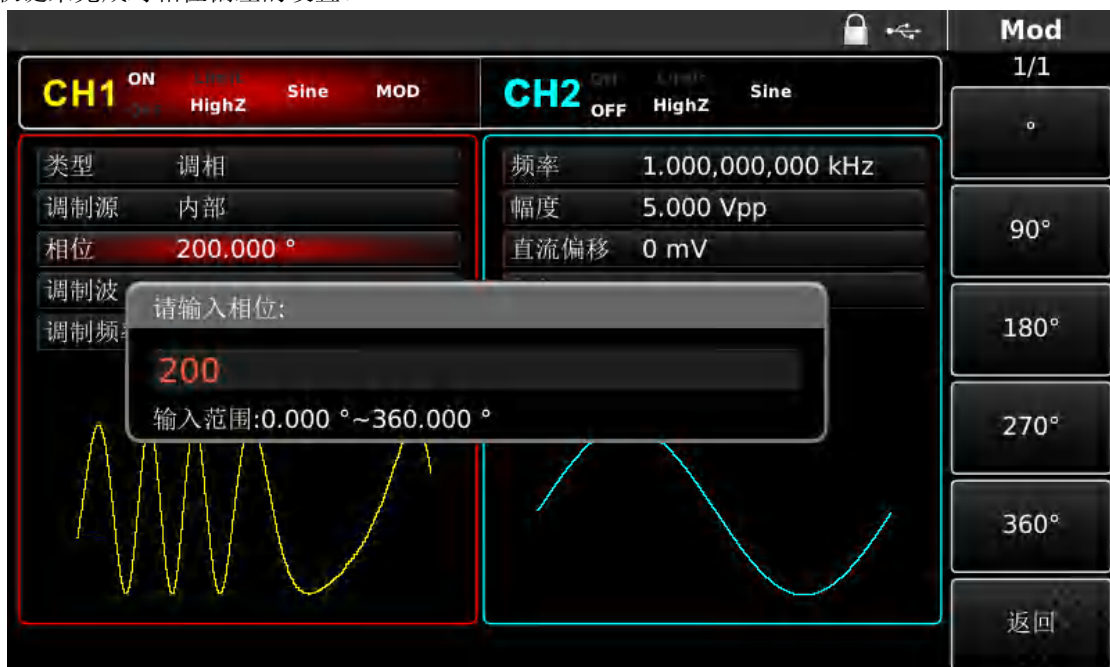 Mod
1/1
CH1 ON HighZ Sine MOD
CH2 OFF HighZ Sine
°
类型 调相
频率 1.000,000,000 kHz
调制源 内部
幅度 5.000 Vpp
90°
相位 200.000 °
直流偏移 0 mV
调制波
请输入相位:
调制频
180°
200
输入范围:0.000 °~360.000 °
270°
360°
返回